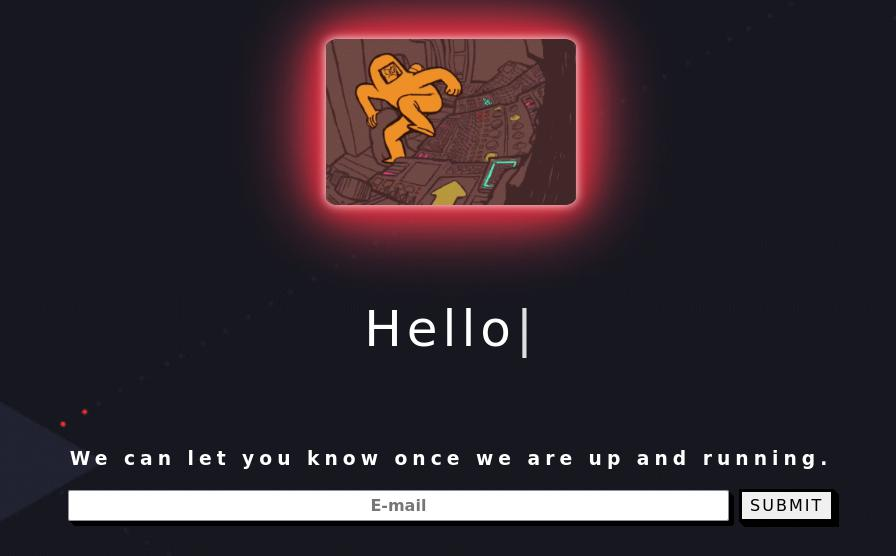 Hello|
We can let you know once we are up and running.
E-mail
SUBMIT